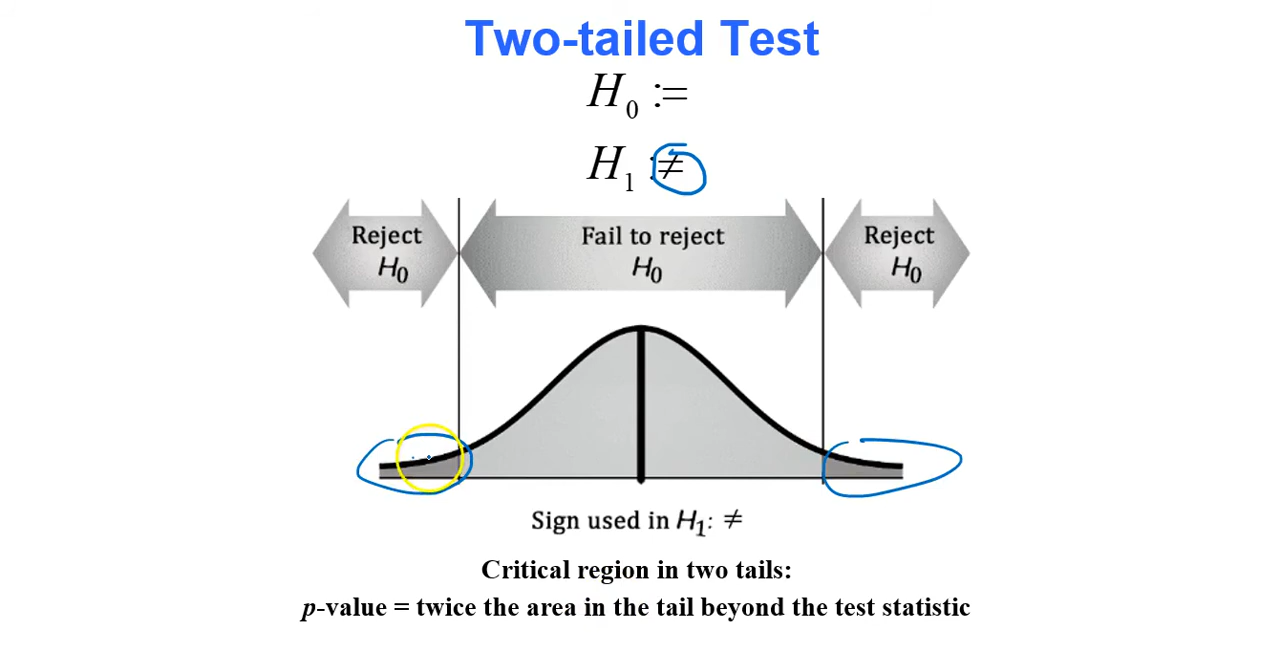 Two-tailed Test
H₀ :=
H₁ :≠
Reject Fail to reject Reject
H₀ H₀ H₀
Sign used in H₁: ≠
Critical region in two tails:
p-value = twice the area in the tail beyond the test statistic